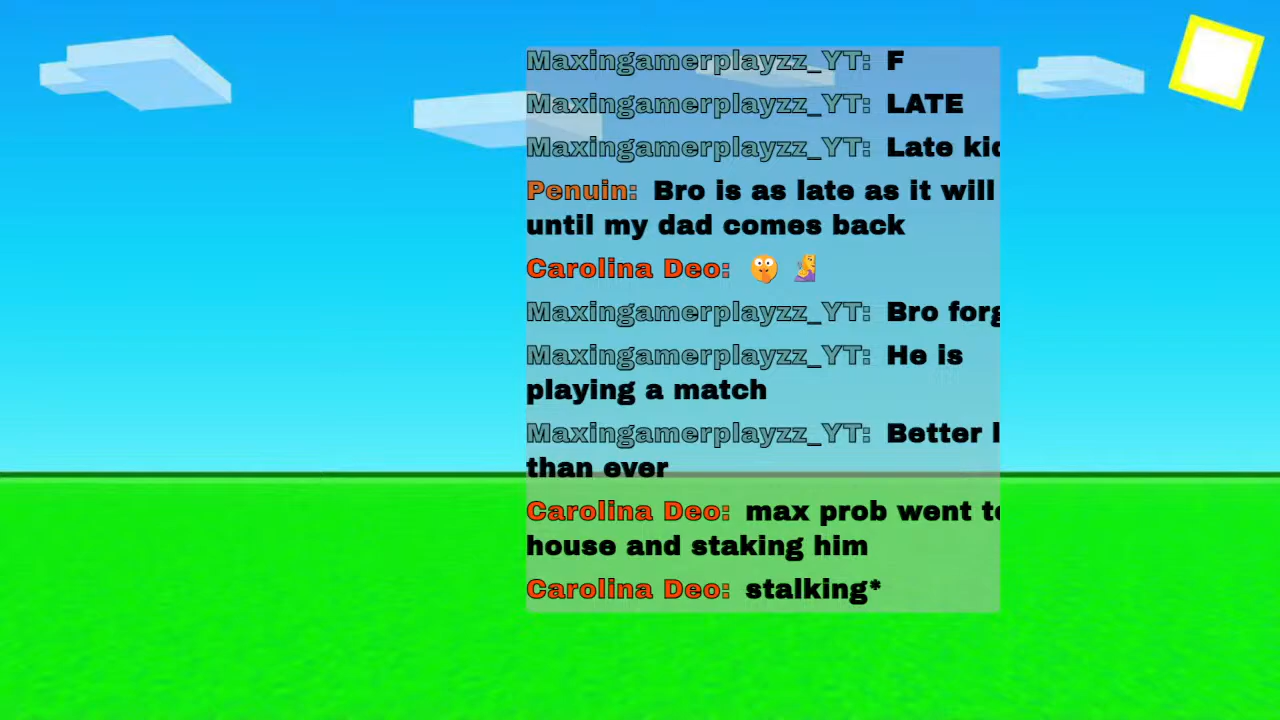 Maxingamerplayzz_YT: F
Maxingamerplayzz_YT: LATE
Maxingamerplayzz_YT: Late
Penuin: Bro is as late as it will
until my dad comes back
Carolina Deo: 🤫 🤦‍♀️
Maxingamerplayzz_YT: Bro
Maxingamerplayzz_YT: He is
playing a match
Maxingamerplayzz_YT: Better
than ever
Carolina Deo: max prob went
house and staking him
Carolina Deo: stalking*